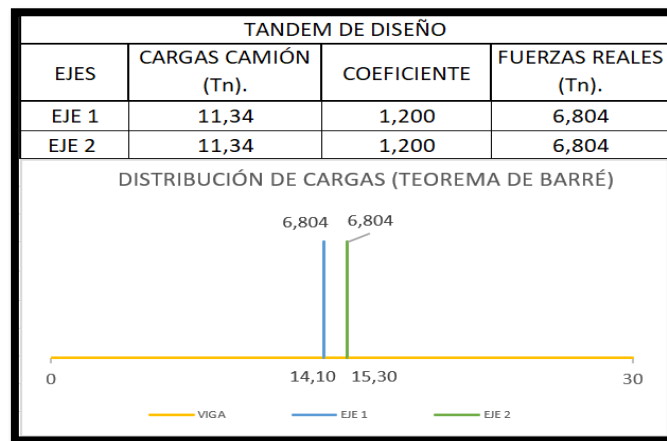 TANDEM DE DISEÑO
EJES
CARGAS CAMIÓN
(Tn).
COEFICIENTE
FUERZAS REALES
(Tn).
EJE 1
11,34
1,200
6,804
EJE 2
11,34
1,200
6,804
DISTRIBUCIÓN DE CARGAS (TEOREMA DE BARRÉ)
6,804
6,804
0
14,10
15,30
30
VIGA
EJE 1
EJE 2